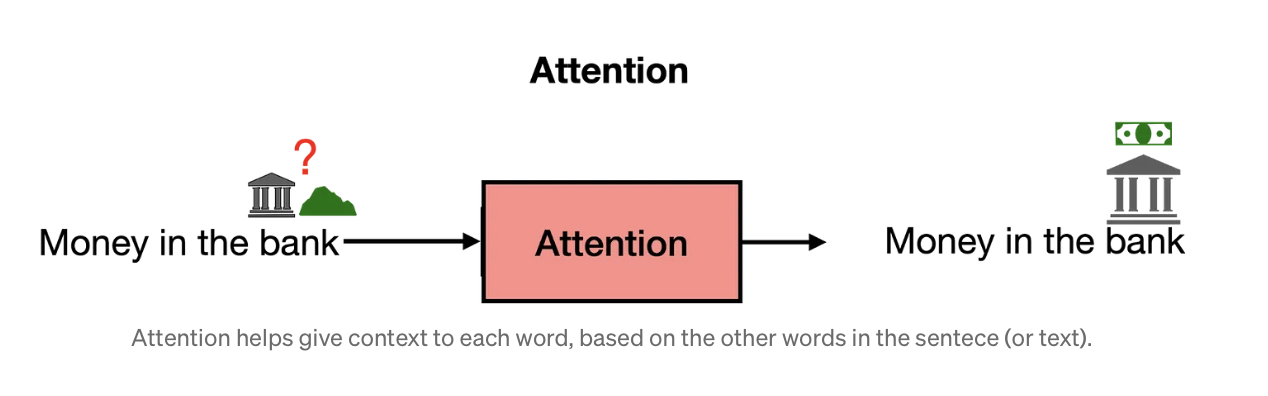 Attention
?
Money in the bank
Attention
Money in the bank
Attention helps give context to each word, based on the other words in the sentece (or text).